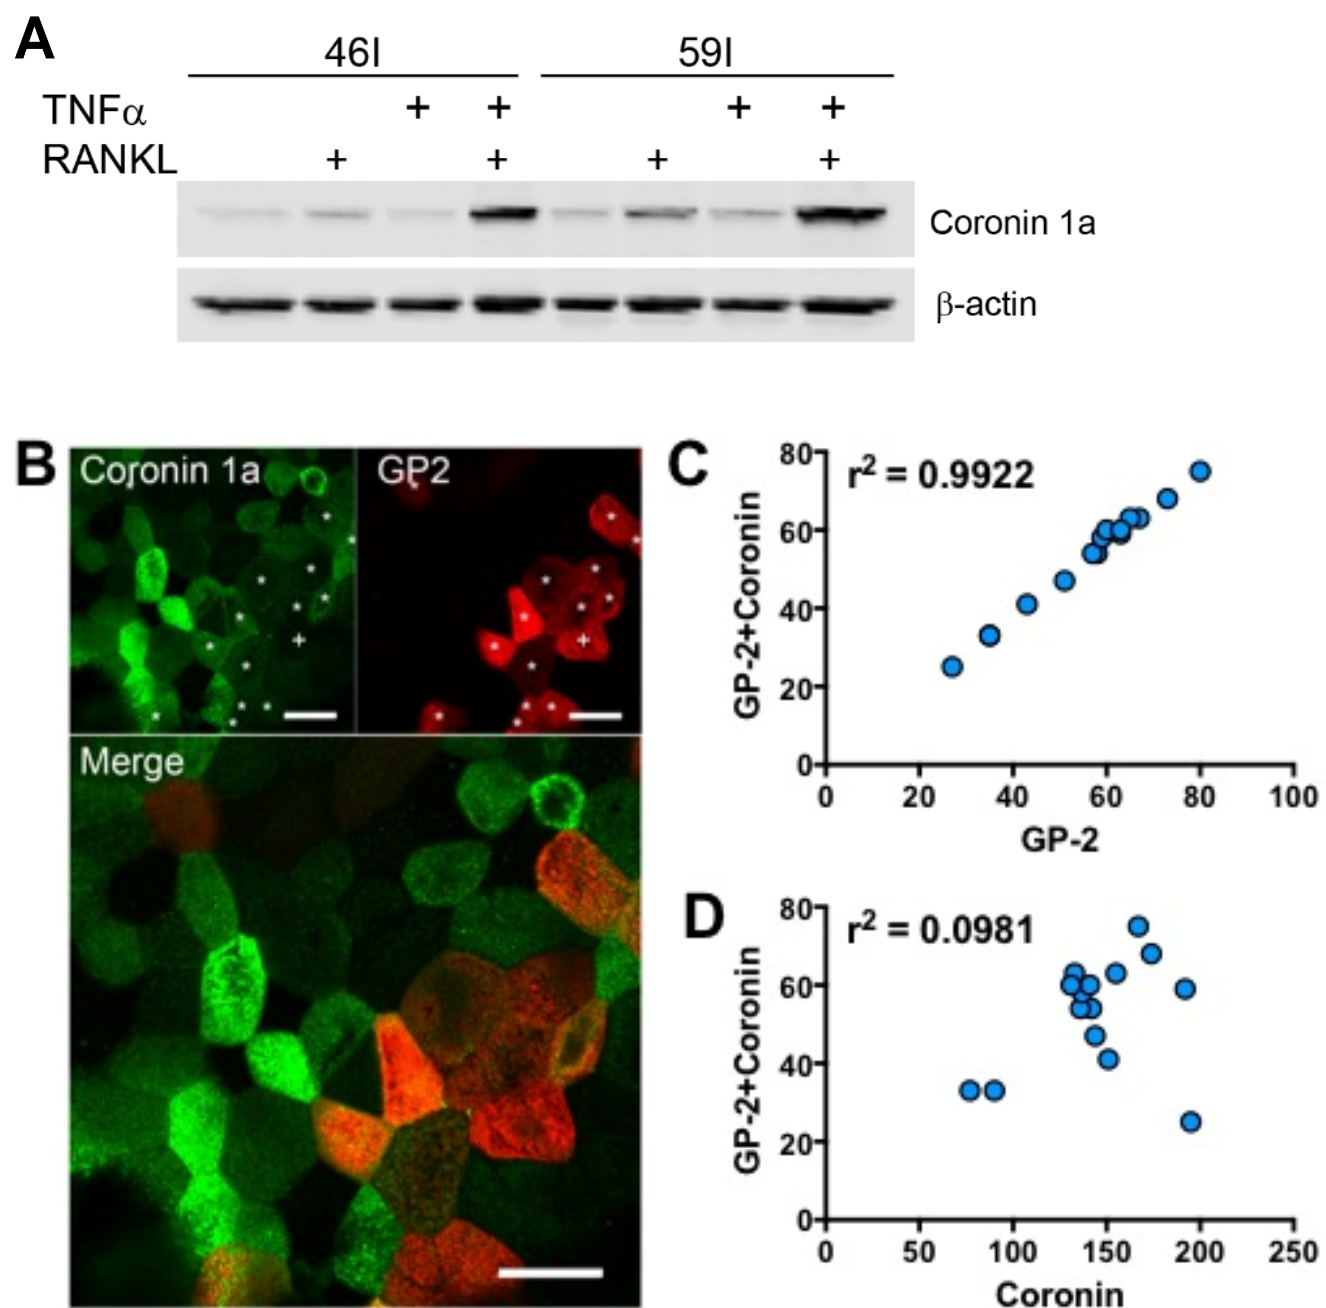 A
46I 59I
TNFα + + + +
RANKL + + + +
Coronin 1a
β-actin
B
Coronin 1a
GP2
Merge
C
r² = 0.9922
GP-2+Coronin
80
60
40
20
0
0 20 40 60 80 100
GP-2
D
r² = 0.0981
GP-2+Coronin
80
60
40
20
0
0 50 100 150 200 250
Coronin